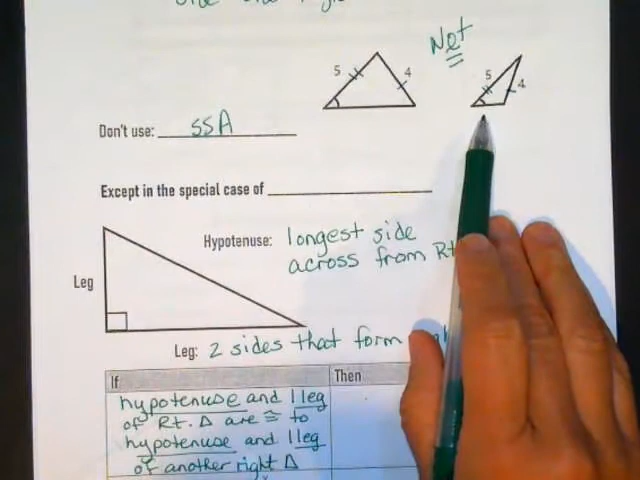 Not
5
4
5
4
Don't use: SSA
Except in the special case of
Hypotenuse: longest side
across from Rt
Leg
Leg: 2 sides that form
If
Then
hypotenuse and 1 leg
of Rt. Δ are ≅ to
hypotenuse and 1 leg
of another right Δ